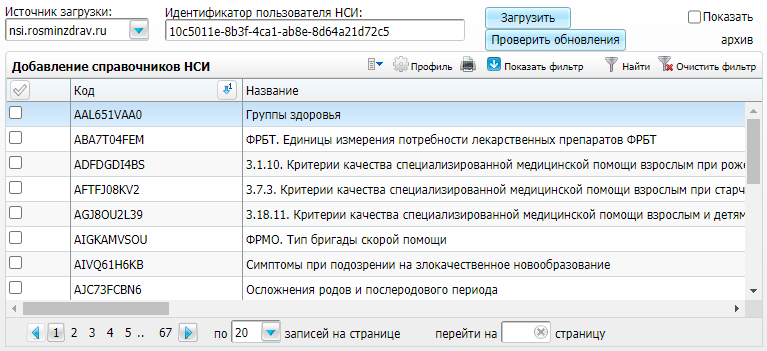 Источник загрузки: Идентификатор пользователя НСИ:
nsi.rosminzdrav.ru 10c5011e-8b3f-4ca1-ab8e-8d64a21d72c5 Загрузить Показать
Проверить обновления архив
Добавление справочников НСИ Профиль Показать фильтр Найти Очистить фильтр
Код Название
AAL651VAA0 Группы здоровья
ABA7T04FEM ФРБТ. Единицы измерения потребности лекарственных препаратов ФРБТ
ADFDGDI4BS 3.1.10. Критерии качества специализированной медицинской помощи взрослым при рож
AFTFJ08KV2 3.7.3. Критерии качества специализированной медицинской помощи взрослым при старч
AGJ8OU2L39 3.18.11. Критерии качества специализированной медицинской помощи взрослым и детям
AIGKAMVSOU ФРМО. Тип бригады скорой помощи
AIVQ61H6KB Симптомы при подозрении на злокачественное новообразование
AJC73FCBN6 Осложнения родов и послеродового периода
1 2 3 4 5 .. 67 по 20 записей на странице перейти на страницу